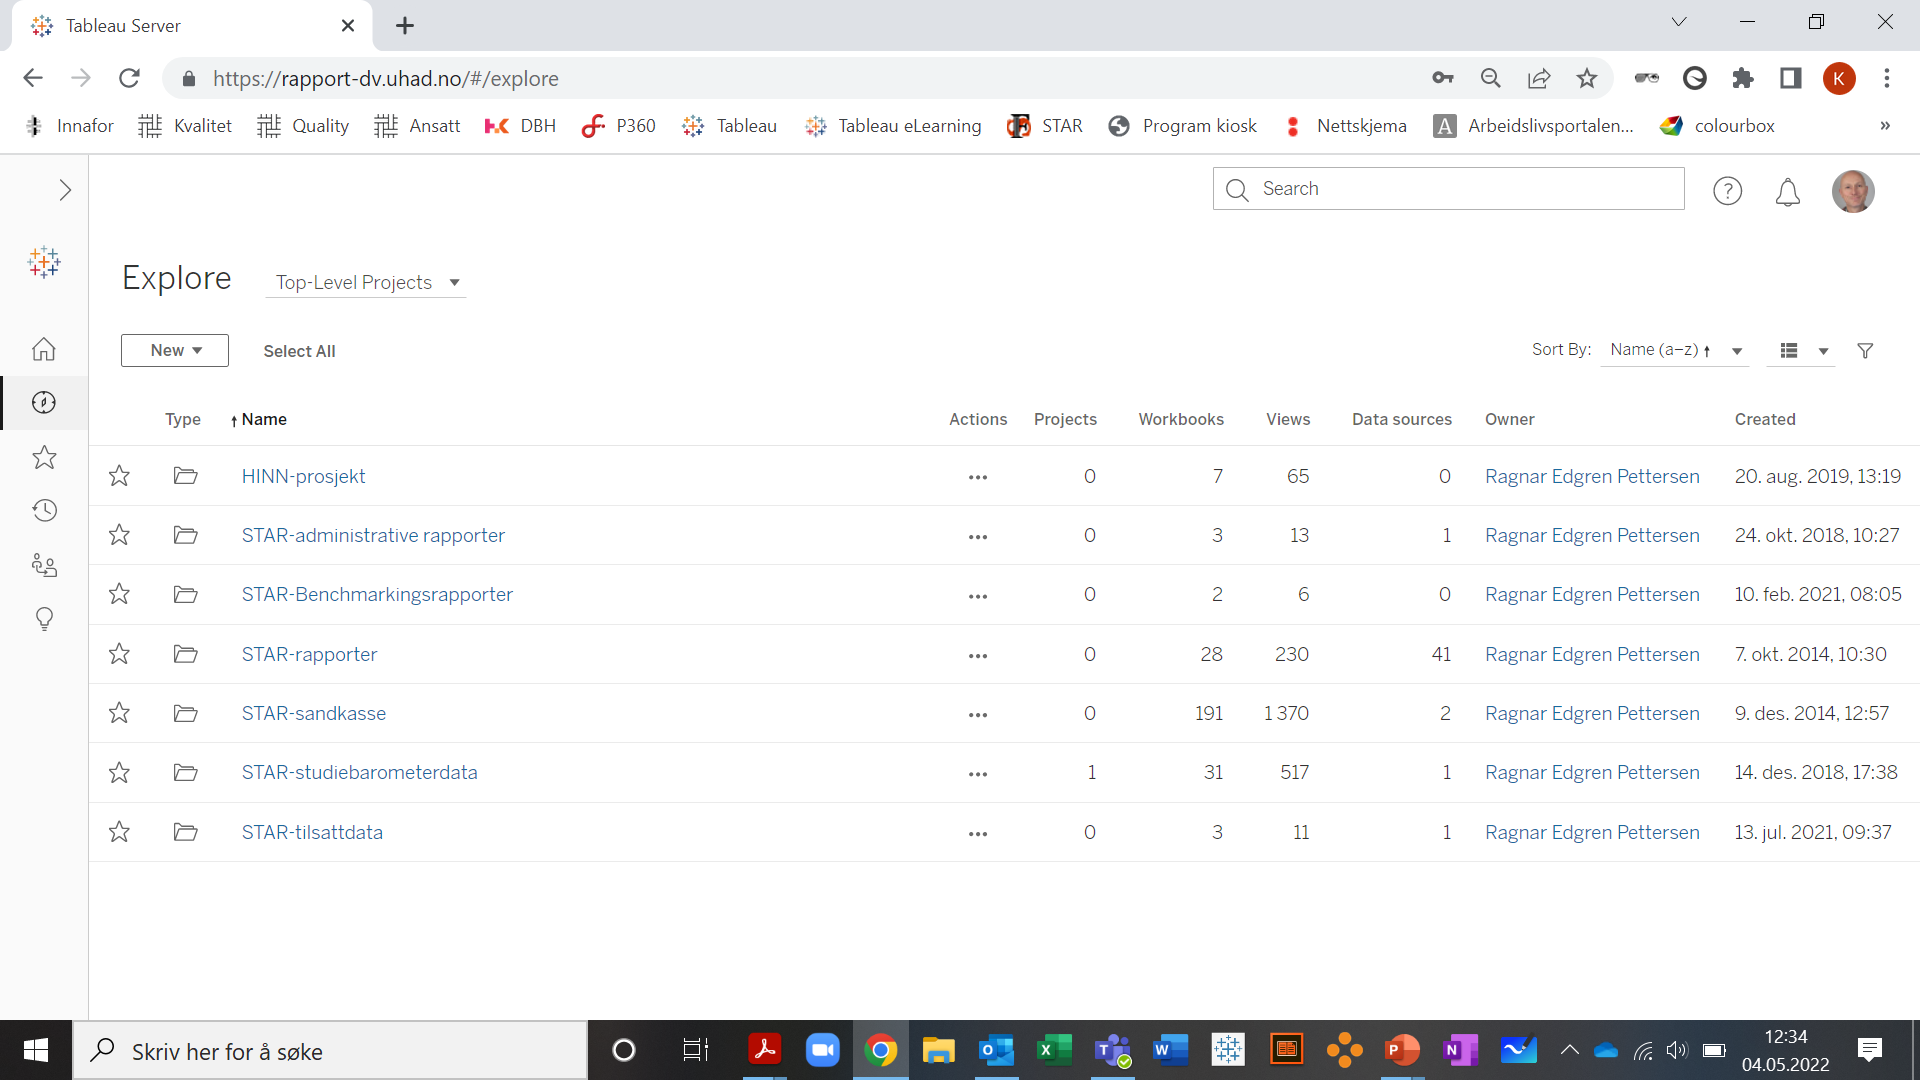 Tableau Server
https://rapport-dv.uhad.no/#/explore
K
Innafor Kvalitet Quality Ansatt DBH P360 Tableau Tableau eLearning STAR Program kiosk Nettskjema A Arbeidslivsportalen... colourbox »
Search ?
Explore Top-Level Projects
New Select All Sort By: Name (a–z)
Type Name Actions Projects Workbooks Views Data sources Owner Created
HINN-prosjekt ... 0 7 65 0 Ragnar Edgren Pettersen 20. aug. 2019, 13:19
STAR-administrative rapporter ... 0 3 13 1 Ragnar Edgren Pettersen 24. okt. 2018, 10:27
STAR-Benchmarkingsrapporter ... 0 2 6 0 Ragnar Edgren Pettersen 10. feb. 2021, 08:05
STAR-rapporter ... 0 28 230 41 Ragnar Edgren Pettersen 7. okt. 2014, 10:30
STAR-sandkasse ... 0 191 1 370 2 Ragnar Edgren Pettersen 9. des. 2014, 12:57
STAR-studiebarometerdata ... 1 31 517 1 Ragnar Edgren Pettersen 14. des. 2018, 17:38
STAR-tilsattdata ... 0 3 11 1 Ragnar Edgren Pettersen 13. jul. 2021, 09:37
Skriv her for å søke 12:34
04.05.2022